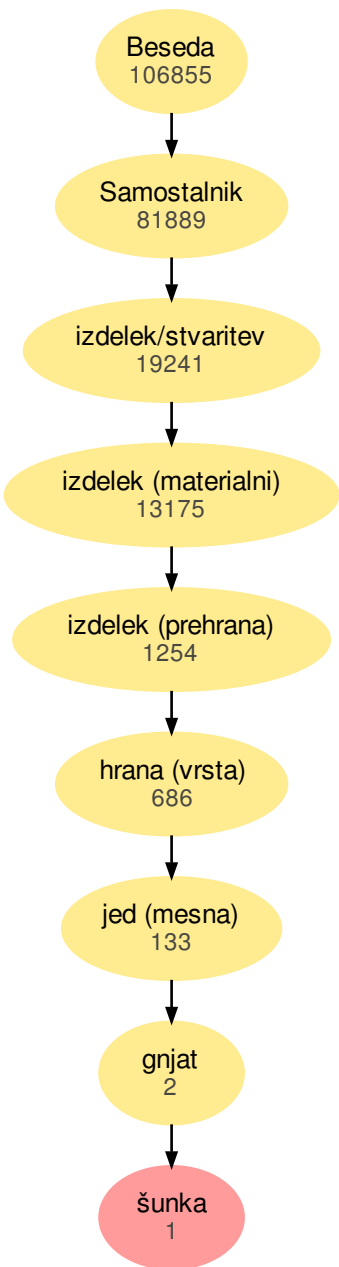 Beseda
106855
Samostalnik
81889
izdelek/stvaritev
19241
izdelek (materialni)
13175
izdelek (prehrana)
1254
hrana (vrsta)
686
jed (mesna)
133
gnjat
2
šunka
1